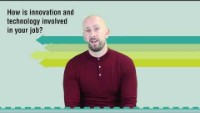 How is innovation and
technology involved
in your job?